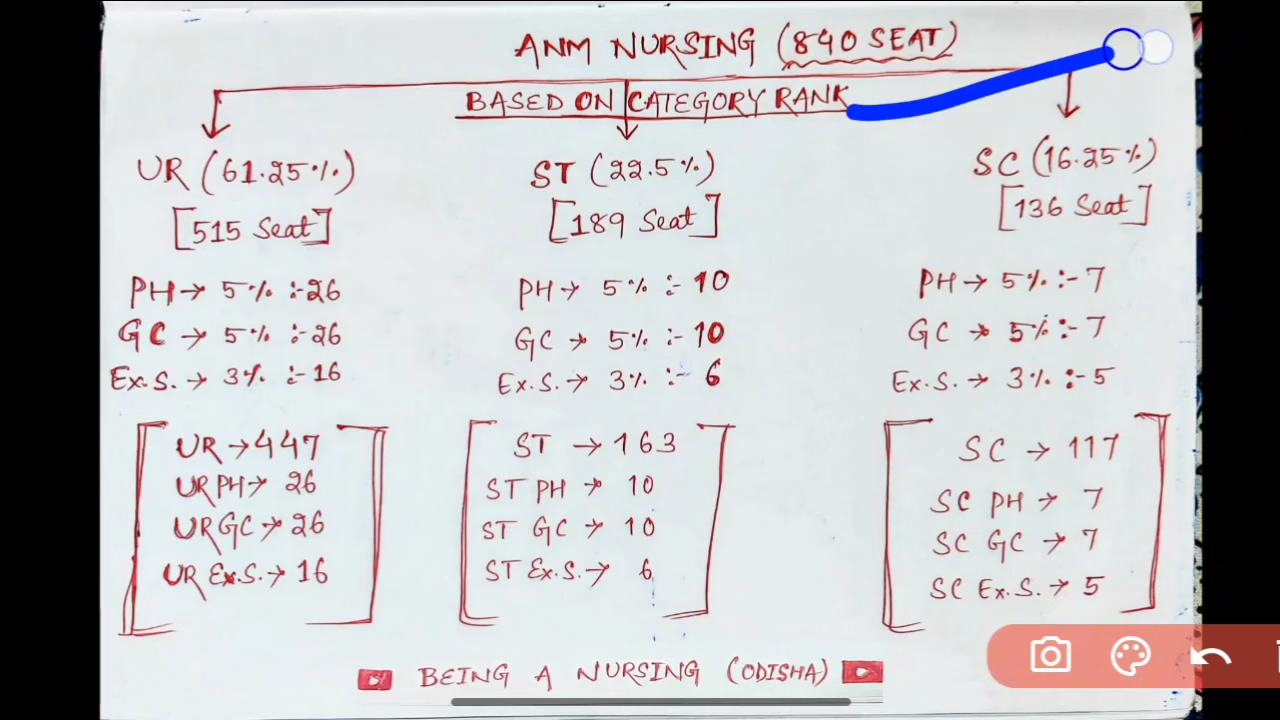 ANM NURSING (840 SEAT)
BASED ON CATEGORY RANK
UR (61.25%)
[515 Seat]
PH → 5% :- 26
GC → 5% :- 26
Ex.S. → 3% :- 16
UR → 447
UR PH → 26
UR GC → 26
UR Ex.S. → 16
ST (22.5%)
[189 Seat]
PH → 5% :- 10
GC → 5% :- 10
Ex.S. → 3% :- 6
ST → 163
ST PH → 10
ST GC → 10
ST Ex.S. → 6
SC (16.25%)
[136 Seat]
PH → 5% :- 7
GC → 5% :- 7
Ex.S. → 3% :- 5
SC → 117
SC PH → 7
SC GC → 7
SC Ex.S. → 5
BEING A NURSING (ODISHA)